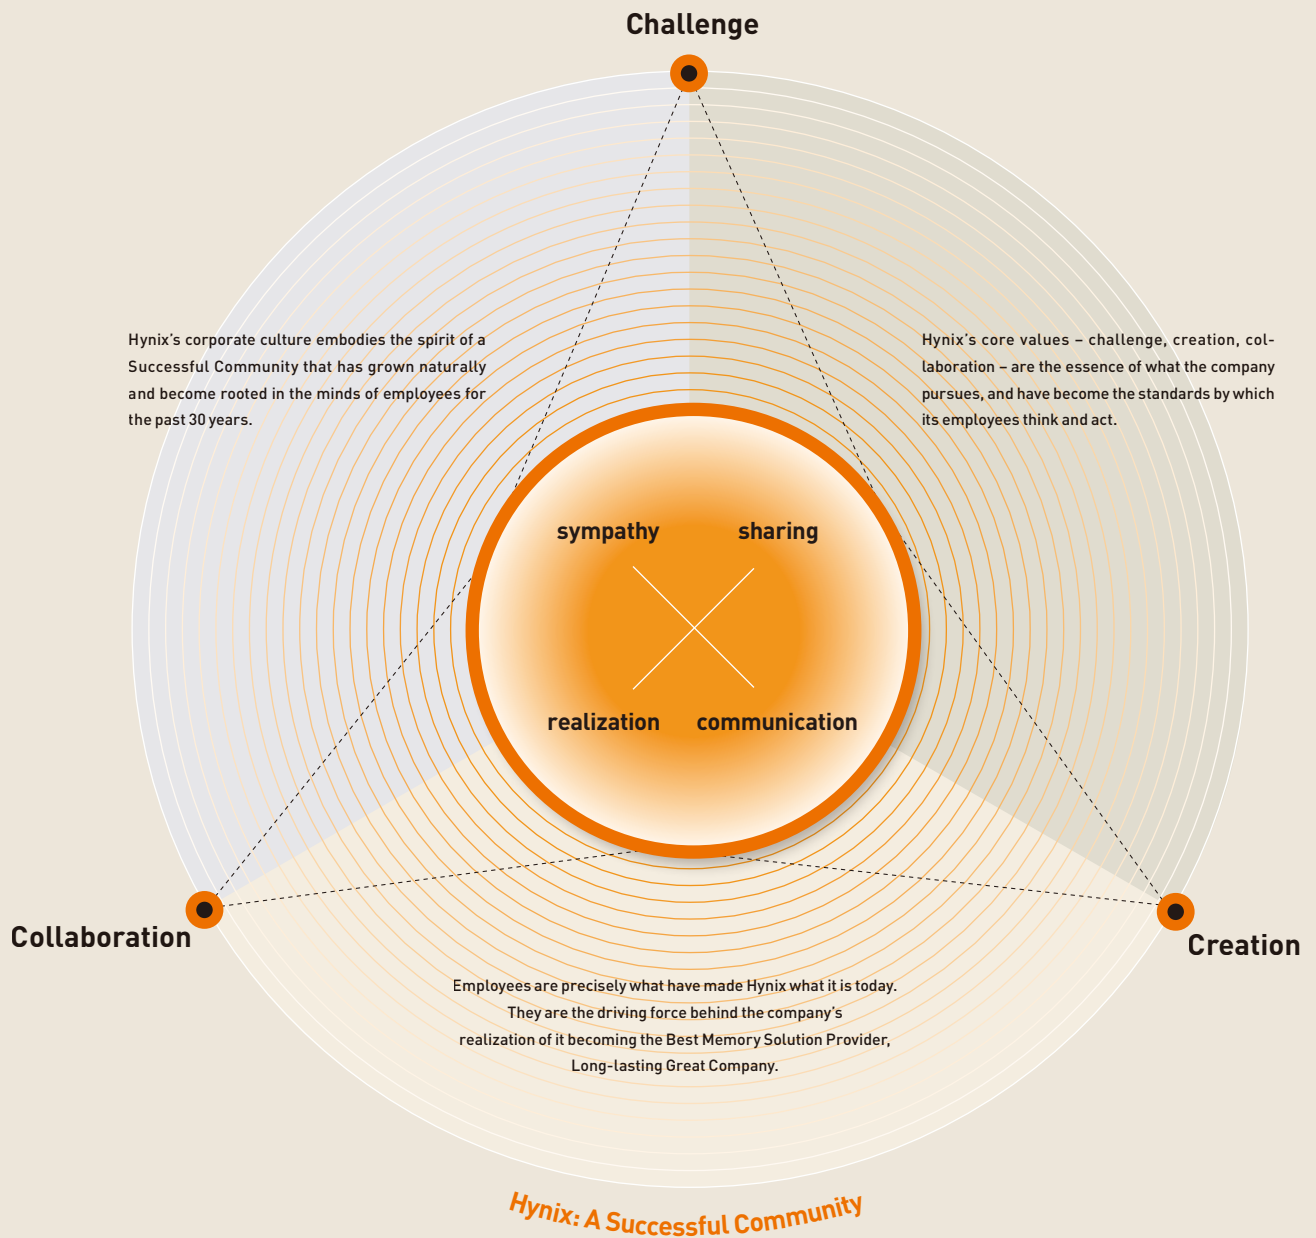 Challenge
Hynix’s corporate culture embodies the spirit of a
Successful Community that has grown naturally
and become rooted in the minds of employees for
the past 30 years.
Hynix’s core values – challenge, creation, col-
laboration – are the essence of what the company
pursues, and have become the standards by which
its employees think and act.
sympathy
sharing
realization
communication
Collaboration
Creation
Employees are precisely what have made Hynix what it is today.
They are the driving force behind the company’s
realization of it becoming the Best Memory Solution Provider,
Long-lasting Great Company.
Hynix: A Successful Community